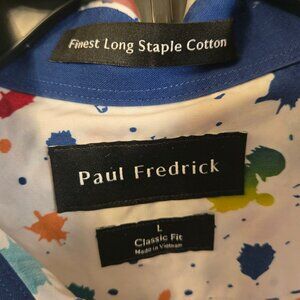 Finest Long Staple Cotton
Paul Fredrick
L
Classic Fit
Made in Vietnam